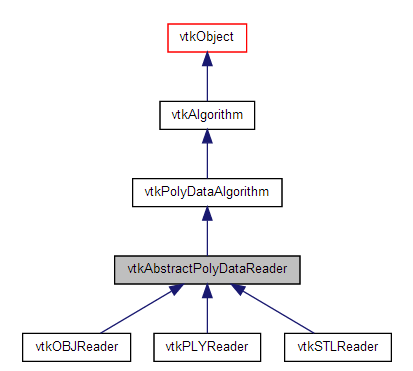 vtkObject
vtkAlgorithm
vtkPolyDataAlgorithm
vtkAbstractPolyDataReader
vtkOBJReader
vtkPLYReader
vtkSTLReader